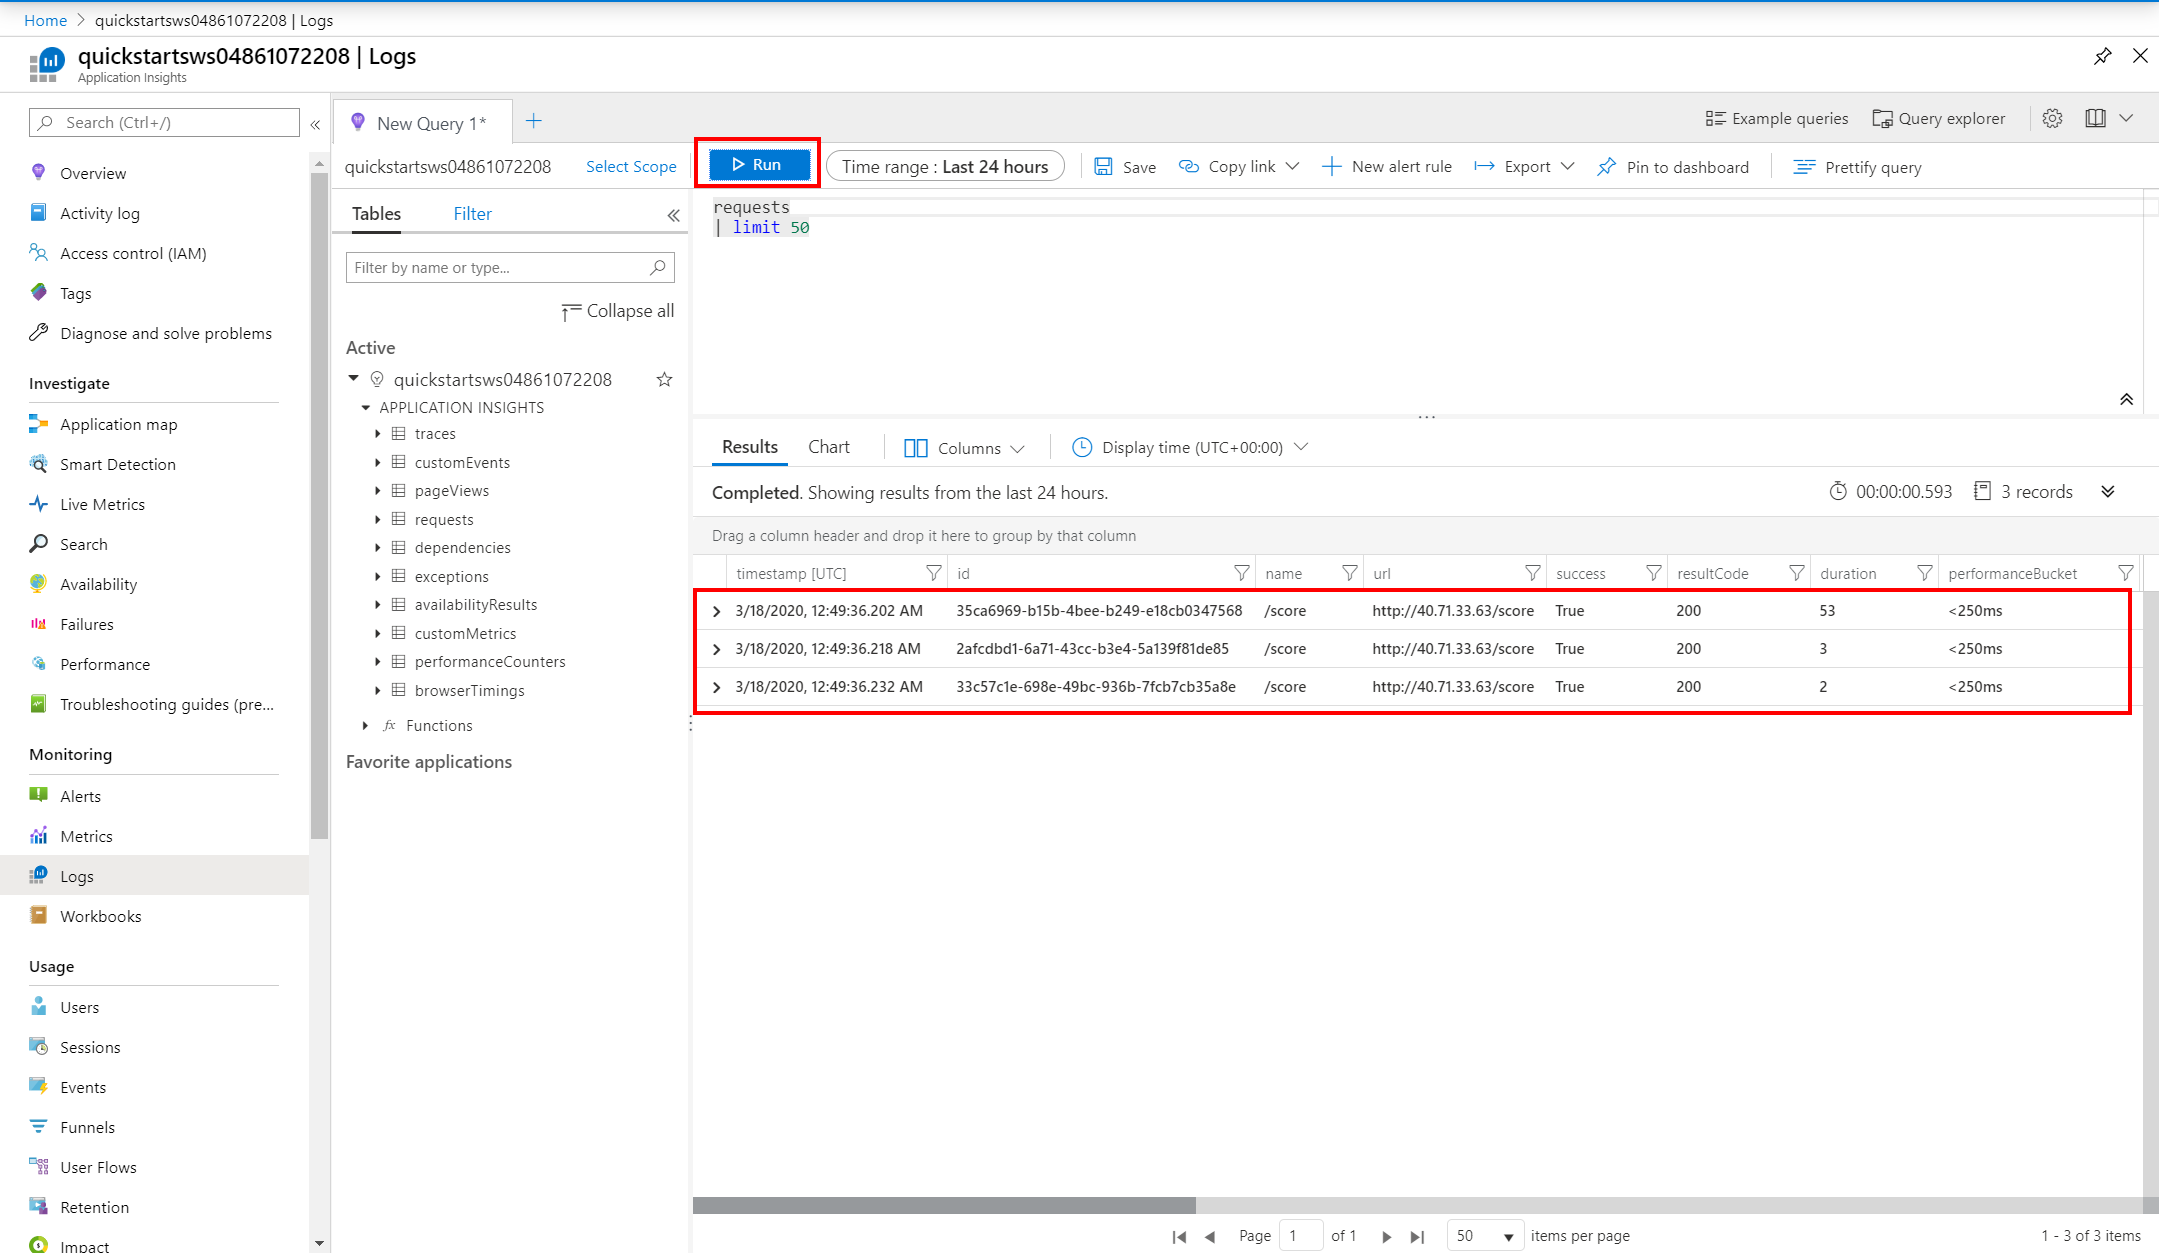 Home > quickstartsws04861072208 | Logs
quickstartsws04861072208 | Logs
Application Insights
Search (Ctrl+/)
Overview
Activity log
Access control (IAM)
Tags
Diagnose and solve problems
Investigate
Application map
Smart Detection
Live Metrics
Search
Availability
Failures
Performance
Troubleshooting guides (pre...
Monitoring
Alerts
Metrics
Logs
Workbooks
Usage
Users
Sessions
Events
Funnels
User Flows
Retention
Impact
New Query 1*
Example queries
Query explorer
quickstartsws04861072208
Select Scope
Run
Time range : Last 24 hours
Save
Copy link
New alert rule
Export
Pin to dashboard
Prettify query
Tables
Filter
Filter by name or type...
Collapse all
Active
quickstartsws04861072208
APPLICATION INSIGHTS
traces
customEvents
pageViews
requests
dependencies
exceptions
availabilityResults
customMetrics
performanceCounters
browserTimings
fx Functions
Favorite applications
requests
| limit 50
Results
Chart
Columns
Display time (UTC+00:00)
Completed. Showing results from the last 24 hours.
00:00:00.593
3 records
Drag a column header and drop it here to group by that column
timestamp [UTC] id name url success resultCode duration performanceBucket
3/18/2020, 12:49:36.202 AM 35ca6969-b15b-4bee-b249-e18cb0347568 /score http://40.71.33.63/score True 200 53 <250ms
3/18/2020, 12:49:36.218 AM 2afcdbd1-6a71-43cc-b3e4-5a139f81de85 /score http://40.71.33.63/score True 200 3 <250ms
3/18/2020, 12:49:36.232 AM 33c57c1e-698e-49bc-936b-7fcb7cb35a8e /score http://40.71.33.63/score True 200 2 <250ms
Page 1 of 1
50 items per page
1 - 3 of 3 items